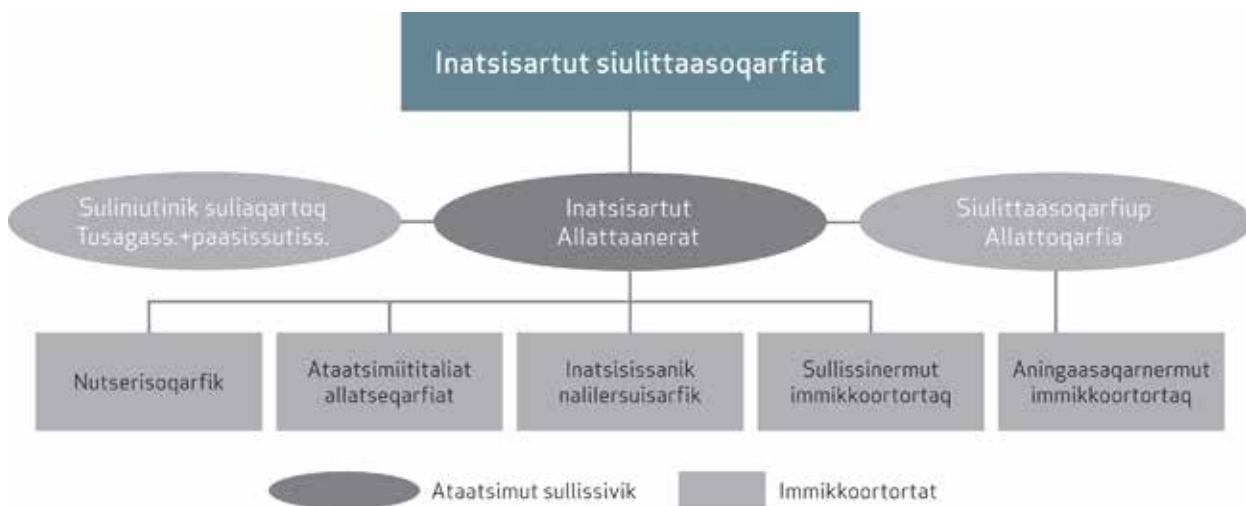 Inatsisartut siulittaasoqarfiat
Suliniutinik suliaqartoq
Tusagass.+paasissutiss.
Inatsisartut
Allattaanerat
Siulittaasoqarfiup
Allattoqarfia
Nutserisoqarfik
Ataatsimiititaliat
allatseqarfiat
Inatsisissanik
nalilersuisarfik
Sullissinermut
immikkoortortaq
Aningaasaqarnermut
immikkoortortaq
Ataatsimut sullissivik
Immikkoortortat